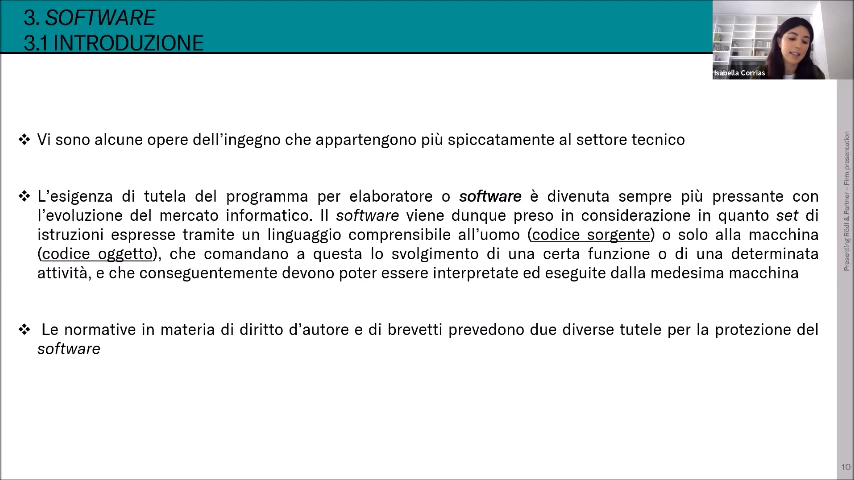 3. SOFTWARE
3.1 INTRODUZIONE
Isabella Corrias
❖ Vi sono alcune opere dell'ingegno che appartengono più spiccatamente al settore tecnico
❖ L'esigenza di tutela del programma per elaboratore o software è divenuta sempre più pressante con
l'evoluzione del mercato informatico. Il software viene dunque preso in considerazione in quanto set di
istruzioni espresse tramite un linguaggio comprensibile all'uomo (codice sorgente) o solo alla macchina
(codice oggetto), che comandano a questa lo svolgimento di una certa funzione o di una determinata
attività, e che conseguentemente devono poter essere interpretate ed eseguite dalla medesima macchina
❖ Le normative in materia di diritto d'autore e di brevetti prevedono due diverse tutele per la protezione del
software
Presenting Rödl & Partner – Firm presentation
10